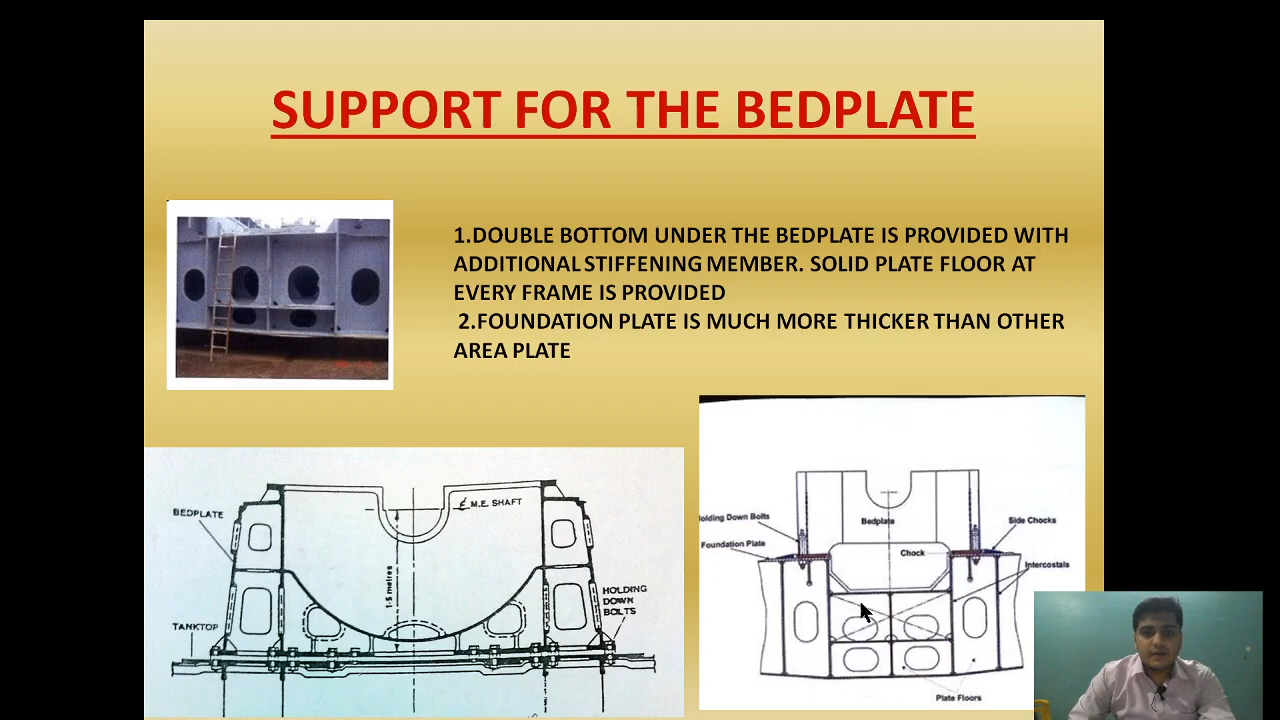 SUPPORT FOR THE BEDPLATE
1.DOUBLE BOTTOM UNDER THE BEDPLATE IS PROVIDED WITH
ADDITIONAL STIFFENING MEMBER. SOLID PLATE FLOOR AT
EVERY FRAME IS PROVIDED
2.FOUNDATION PLATE IS MUCH MORE THICKER THAN OTHER
AREA PLATE
BEDPLATE
M.E. SHAFT
1·5 metres
HOLDING
DOWN
BOLTS
TANKTOP
olding Down Bolts
Bedplate
Side Chocks
Foundation Plate
Chock
Intercostals
Plate Floors